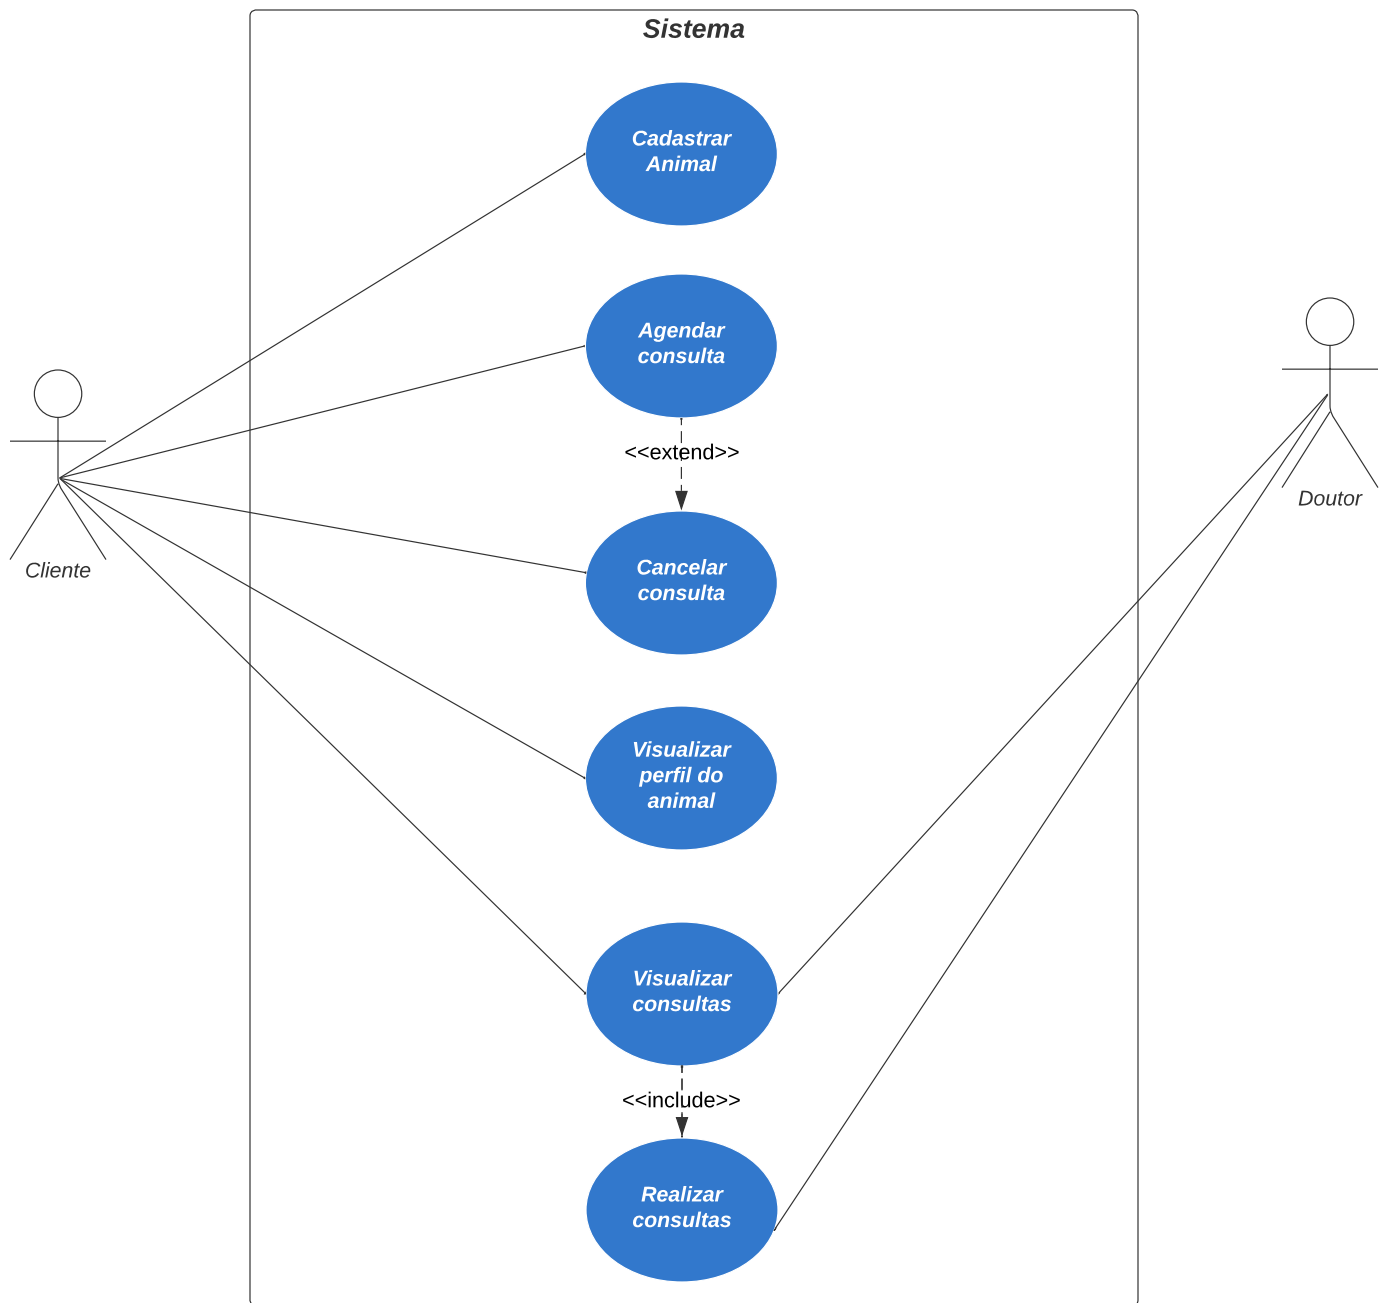 Sistema
Cadastrar
Animal
Agendar
consulta
<<extend>>
Cliente
Doutor
Cancelar
consulta
Visualizar
perfil do
animal
Visualizar
consultas
<<include>>
Realizar
consultas